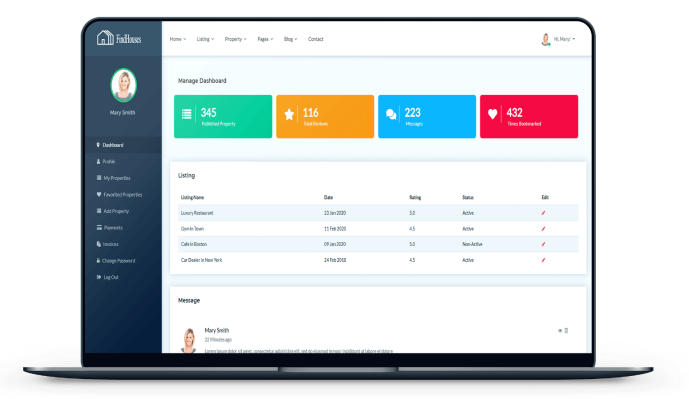 FindHouses
Home Listing Property Pages Blog Contact
Hi, Mary!
Mary Smith
Dashboard
Profile
My Properties
Favorited Properties
Add Property
Payments
Invoices
Change Password
Log Out
Manage Dashboard
345
Published Property
116
Total Reviews
223
Messages
432
Times Bookmarked
Listing
Listing Name Date Rating Status Edit
Luxury Restaurant 23 Jan 2020 5.0 Active
Gym In Town 11 Feb 2020 4.5 Active
Cafe in Boston 09 Jan 2020 5.0 Non-Active
Car Dealer in New York 24 Feb 2018 4.5 Active
Message
Mary Smith
22 Minutes ago
Lorem ipsum dolor sit amet, consectetur adipisicing elit, sed do eiusmod tempor incididunt ut labore et dolore